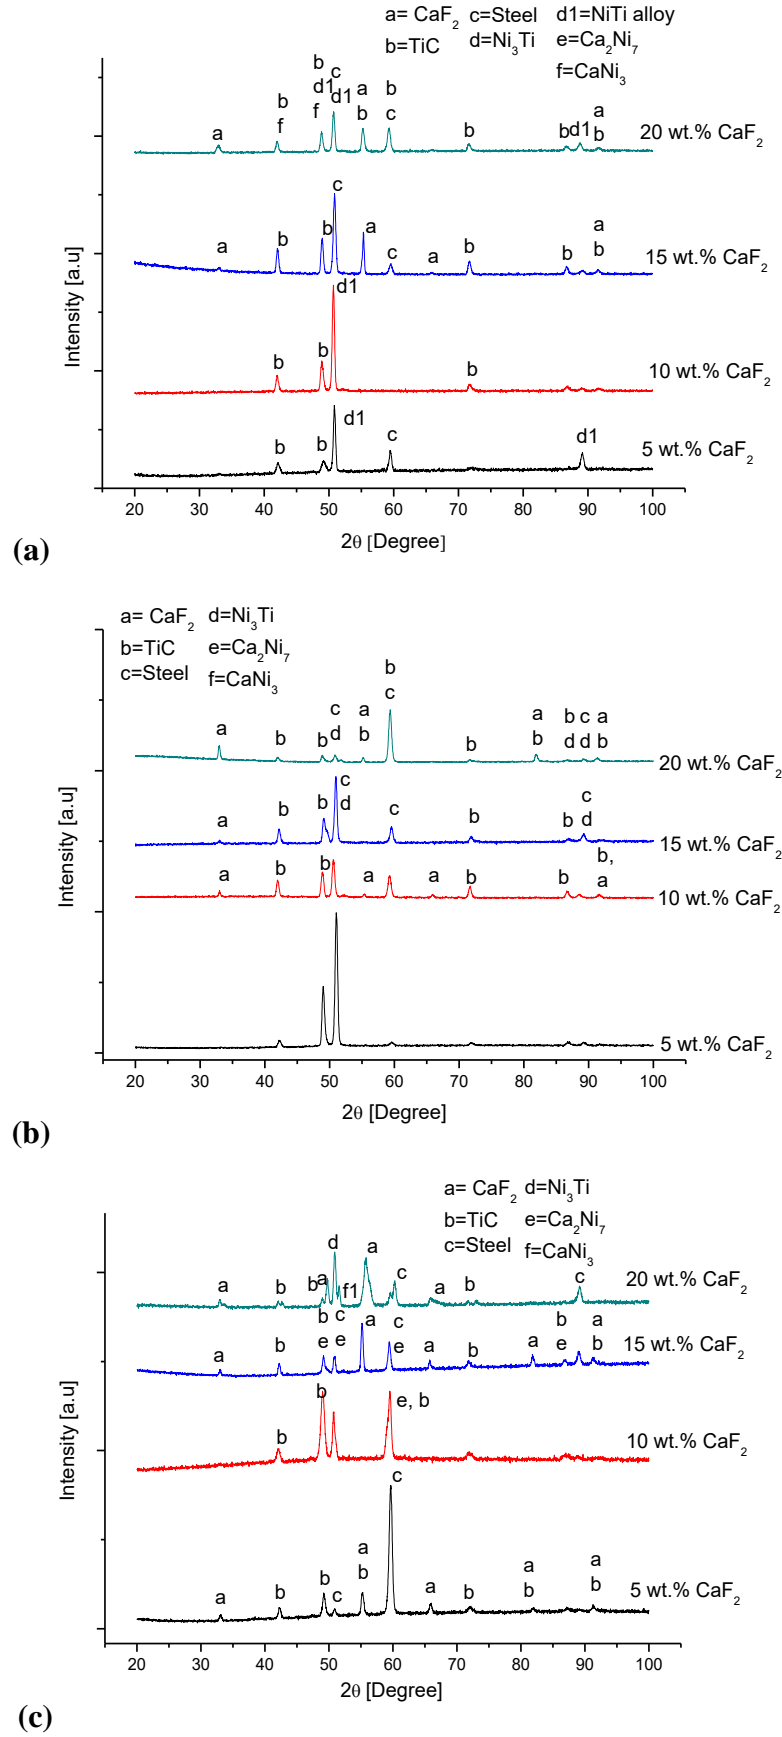 a= CaF₂ c=Steel d1=NiTi alloy
b=TiC d=Ni₃Ti e=Ca₂Ni₇
f=CaNi₃
b c
b d1 a b
b f d1 b c a
a f b b d1 b 20 wt.% CaF₂
c
a b b a c a b b a b 15 wt.% CaF₂
d1
b b b 10 wt.% CaF₂
b b d1 c d1 5 wt.% CaF₂
Intensity [a.u]
20 30 40 50 60 70 80 90 100
2θ [Degree]
(a)
a= CaF₂ d=Ni₃Ti
b=TiC e=Ca₂Ni₇
c=Steel f=CaNi₃
b
c a b c a
a b b c d a b b b d d b 20 wt.% CaF₂
c
a b b d c b b c d 15 wt.% CaF₂
b,
a b b a a b b a 10 wt.% CaF₂
5 wt.% CaF₂
Intensity [a.u]
20 30 40 50 60 70 80 90 100
2θ [Degree]
(b)
a= CaF₂ d=Ni₃Ti
b=TiC e=Ca₂Ni₇
c=Steel f=CaNi₃
d a
a b b a f1 c a b c 20 wt.% CaF₂
b c a c b a
a b e e e a b a e b 15 wt.% CaF₂
b b e, b 10 wt.% CaF₂
c
a a a
a b b c b a b b b 5 wt.% CaF₂
Intensity [a.u]
20 30 40 50 60 70 80 90 100
2θ [Degree]
(c)